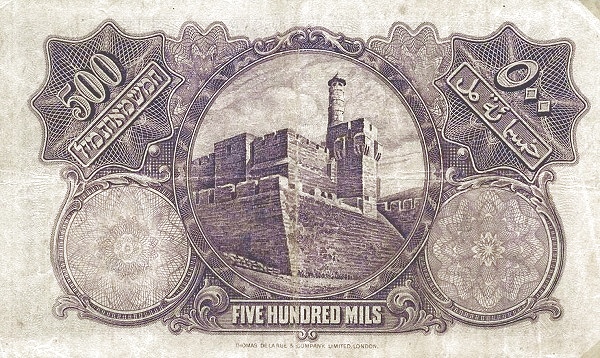 500
חמש מאות מיל
٥٠٠
خمسمائة مل
FIVE HUNDRED MILS
THOMAS DE LA RUE & COMPANY, LIMITED, LONDON.